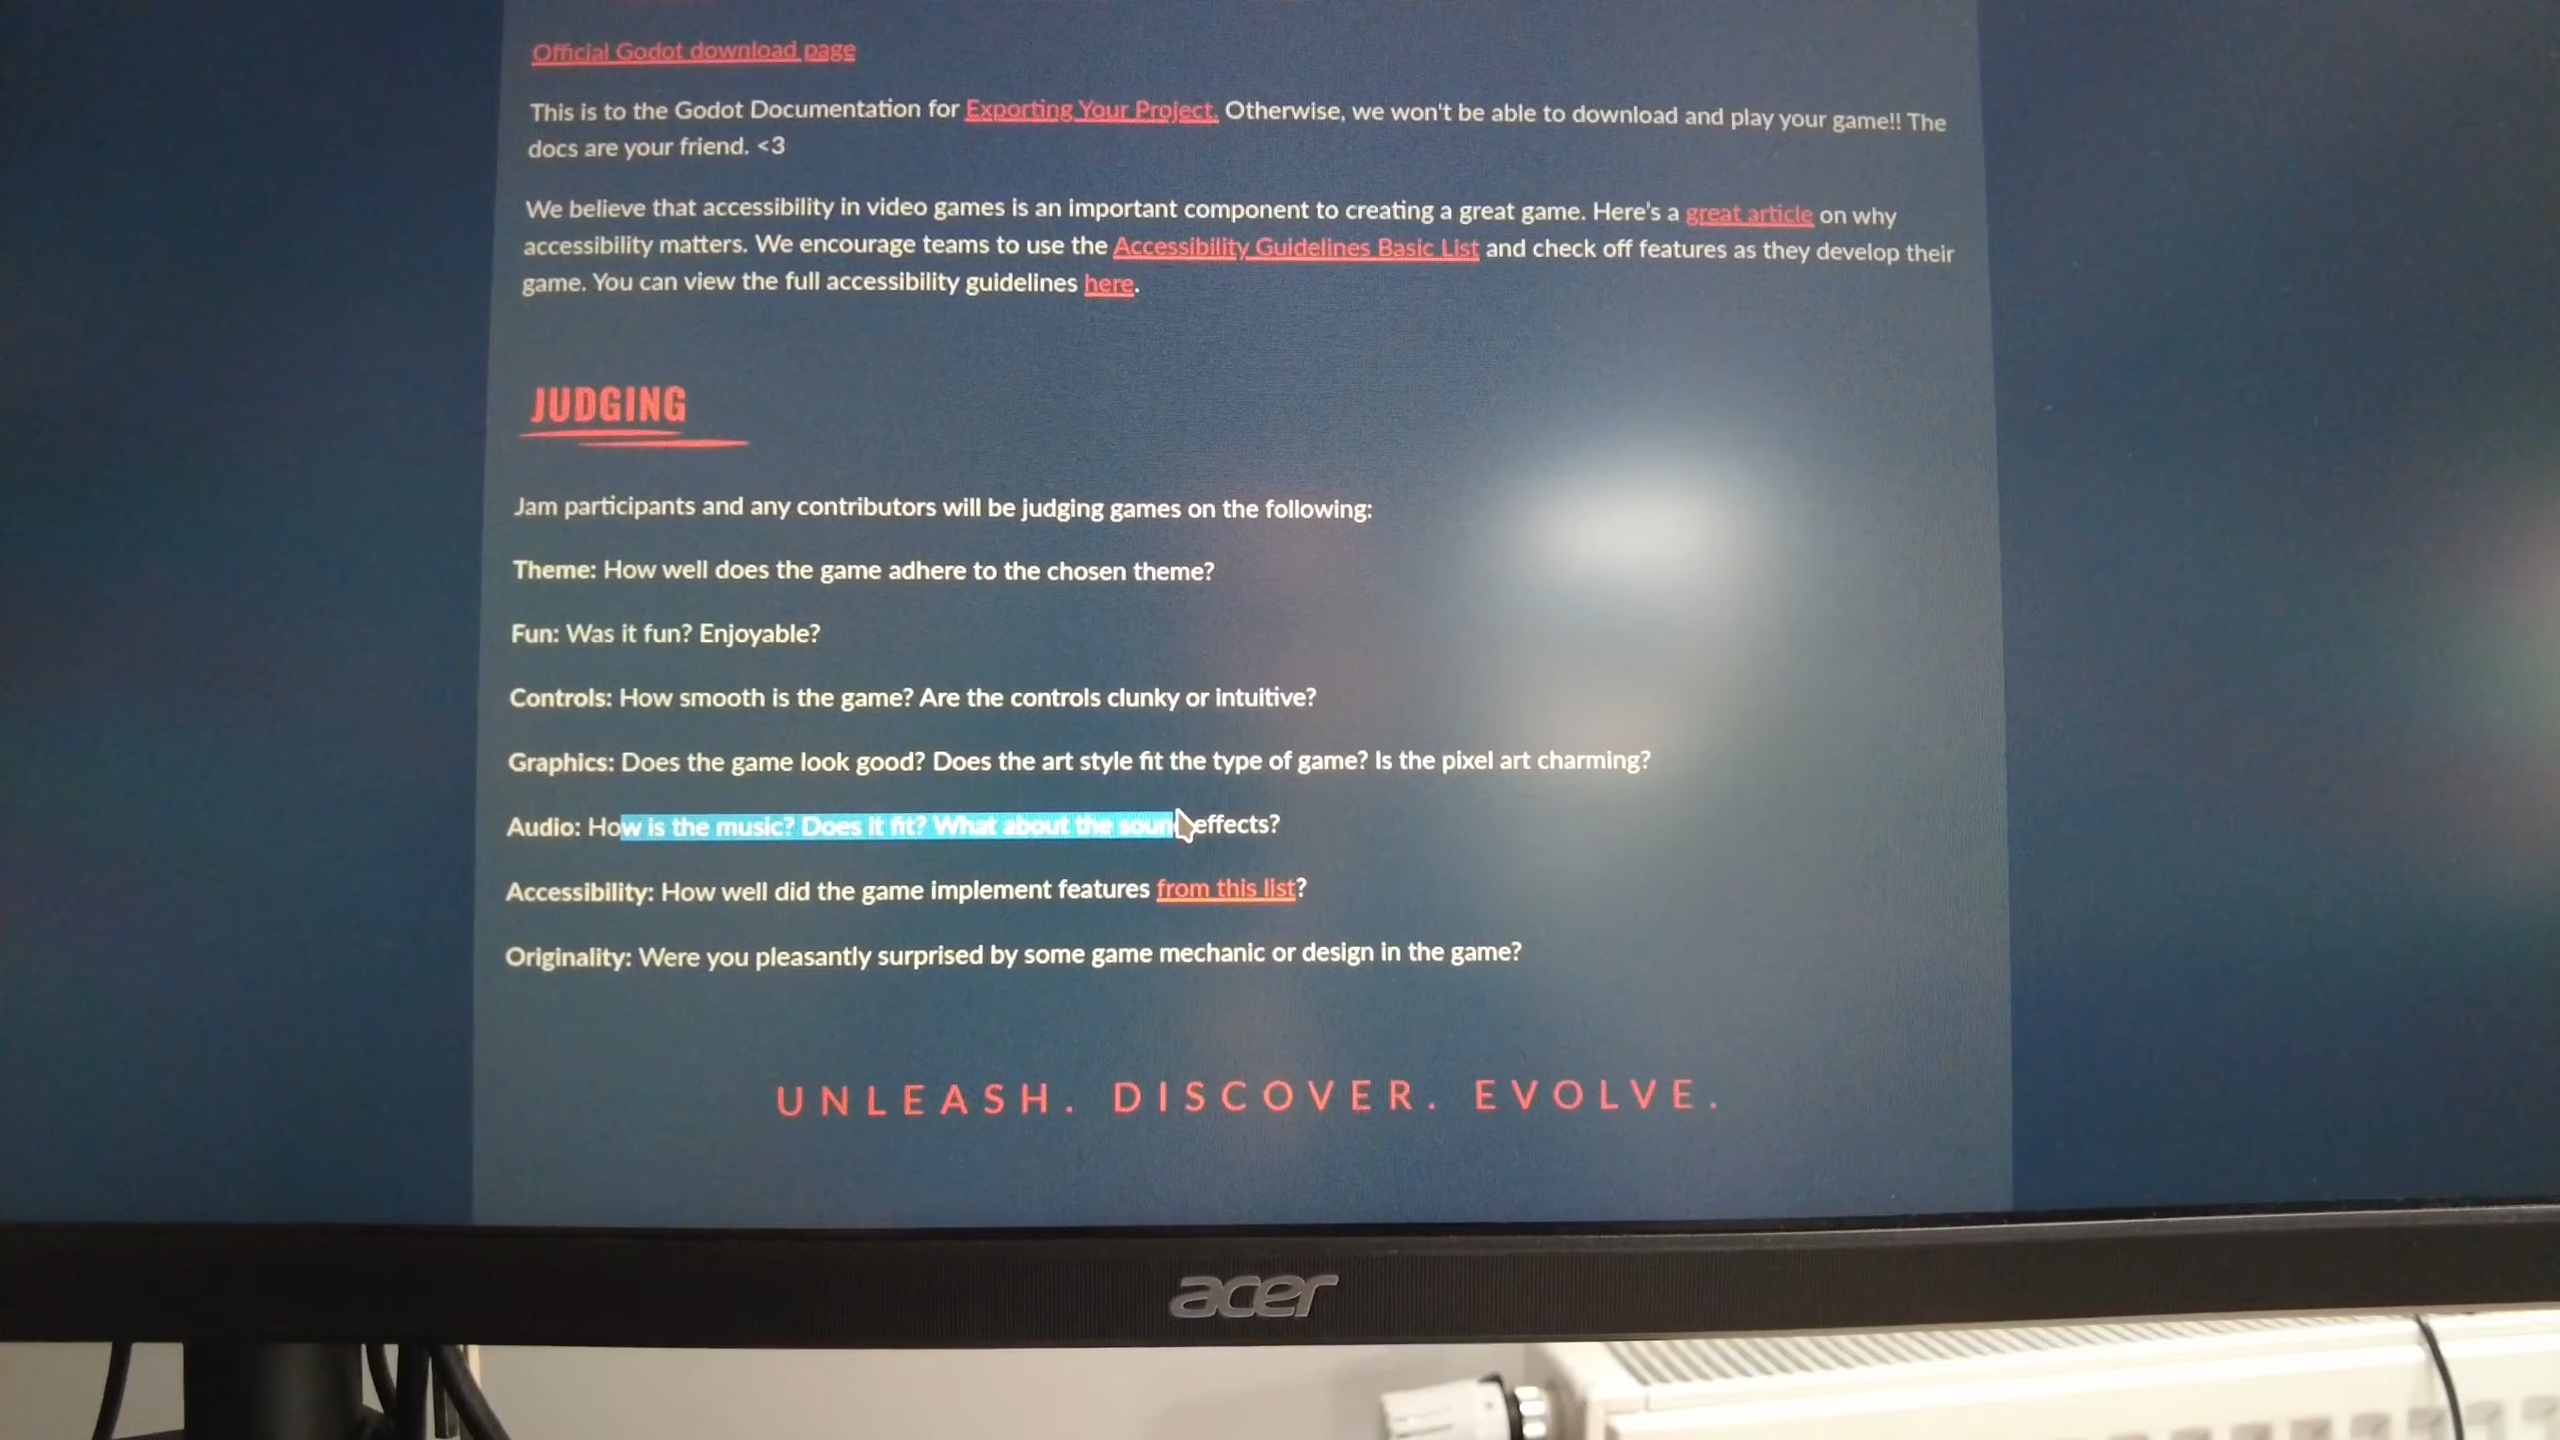 Official Godot download page
This is to the Godot Documentation for Exporting Your Project. Otherwise, we won't be able to download and play your game!! The
docs are your friend. <3
We believe that accessibility in video games is an important component to creating a great game. Here's a great article on why
accessibility matters. We encourage teams to use the Accessibility Guidelines Basic List and check off features as they develop their
game. You can view the full accessibility guidelines here.
JUDGING
Jam participants and any contributors will be judging games on the following:
Theme: How well does the game adhere to the chosen theme?
Fun: Was it fun? Enjoyable?
Controls: How smooth is the game? Are the controls clunky or intuitive?
Graphics: Does the game look good? Does the art style fit the type of game? Is the pixel art charming?
Audio: How is the music? Does it fit? What about the sound effects?
Accessibility: How well did the game implement features from this list?
Originality: Were you pleasantly surprised by some game mechanic or design in the game?
UNLEASH. DISCOVER. EVOLVE.
acer